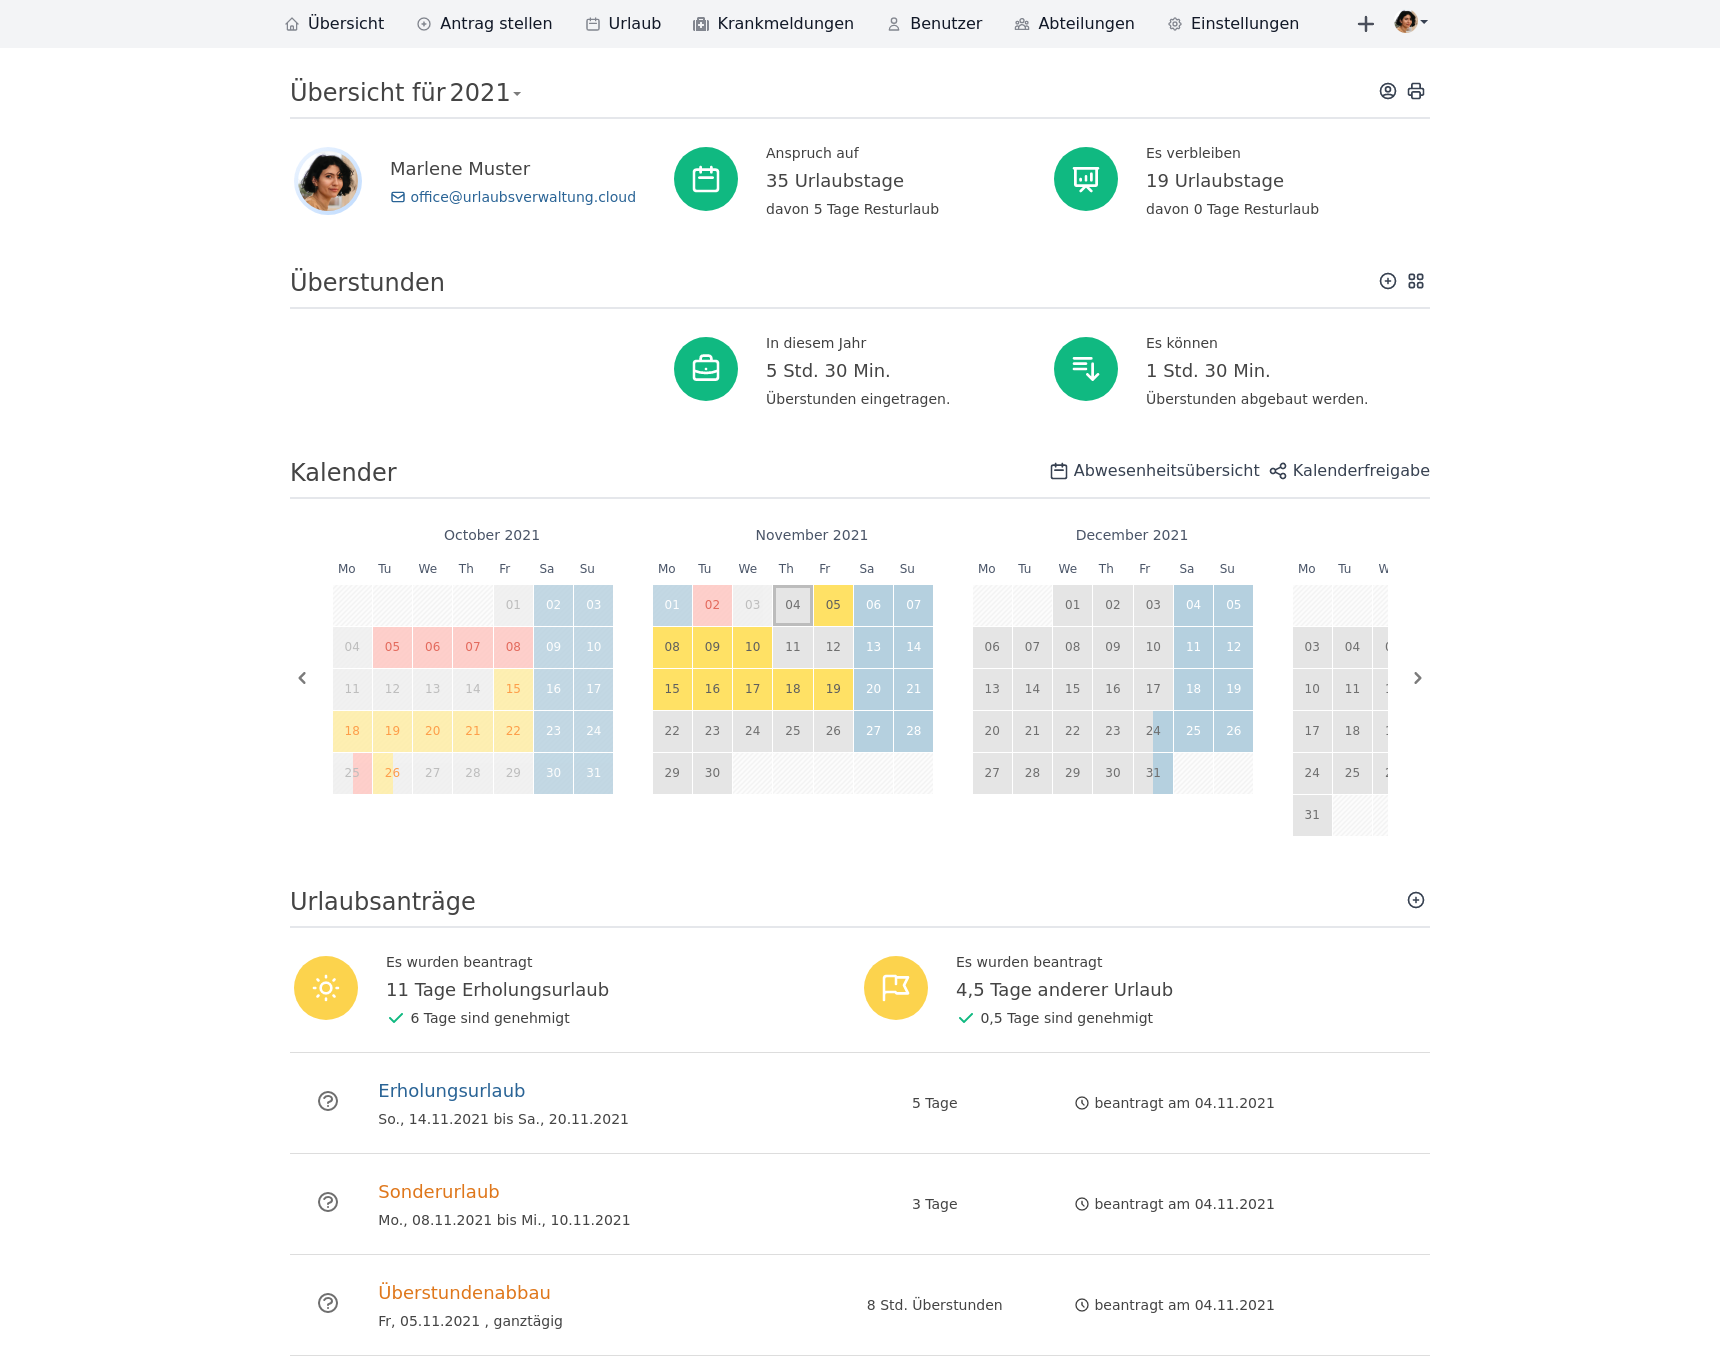 Übersicht Antrag stellen Urlaub Krankmeldungen Benutzer Abteilungen Einstellungen
Übersicht für 2021
Marlene Muster
office@urlaubsverwaltung.cloud
Anspruch auf
35 Urlaubstage
davon 5 Tage Resturlaub
Es verbleiben
19 Urlaubstage
davon 0 Tage Resturlaub
Überstunden
In diesem Jahr
5 Std. 30 Min.
Überstunden eingetragen.
Es können
1 Std. 30 Min.
Überstunden abgebaut werden.
Kalender
Abwesenheitsübersicht Kalenderfreigabe
October 2021
Mo Tu We Th Fr Sa Su
01 02 03
04 05 06 07 08 09 10
11 12 13 14 15 16 17
18 19 20 21 22 23 24
25 26 27 28 29 30 31
November 2021
Mo Tu We Th Fr Sa Su
01 02 03 04 05 06 07
08 09 10 11 12 13 14
15 16 17 18 19 20 21
22 23 24 25 26 27 28
29 30
December 2021
Mo Tu We Th Fr Sa Su
01 02 03 04 05
06 07 08 09 10 11 12
13 14 15 16 17 18 19
20 21 22 23 24 25 26
27 28 29 30 31
Mo Tu
03 04
10 11
17 18
24 25
31
Urlaubsanträge
Es wurden beantragt
11 Tage Erholungsurlaub
6 Tage sind genehmigt
Es wurden beantragt
4,5 Tage anderer Urlaub
0,5 Tage sind genehmigt
Erholungsurlaub
So., 14.11.2021 bis Sa., 20.11.2021
5 Tage
beantragt am 04.11.2021
Sonderurlaub
Mo., 08.11.2021 bis Mi., 10.11.2021
3 Tage
beantragt am 04.11.2021
Überstundenabbau
Fr, 05.11.2021 , ganztägig
8 Std. Überstunden
beantragt am 04.11.2021